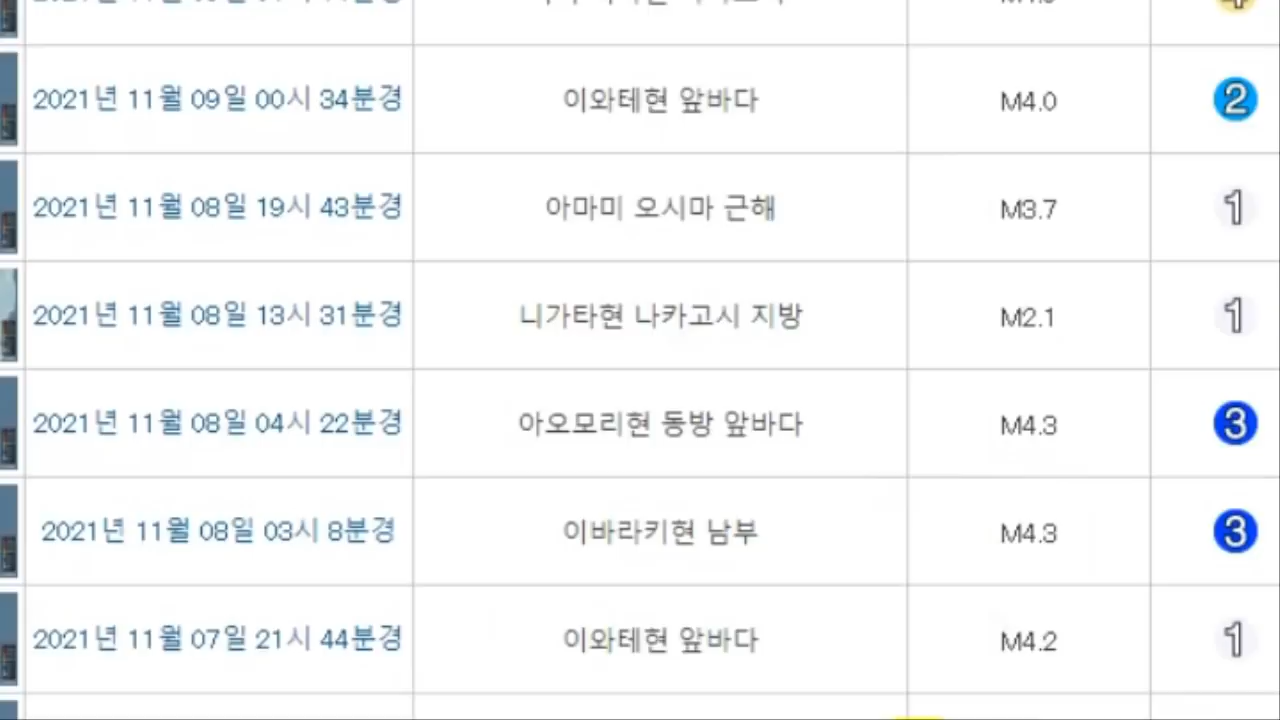 2021년 11월 09일 00시 34분경 이와테현 앞바다 M4.0 2
2021년 11월 08일 19시 43분경 아마미 오시마 근해 M3.7 1
2021년 11월 08일 13시 31분경 니가타현 나카고시 지방 M2.1 1
2021년 11월 08일 04시 22분경 아오모리현 동방 앞바다 M4.3 3
2021년 11월 08일 03시 8분경 이바라키현 남부 M4.3 3
2021년 11월 07일 21시 44분경 이와테현 앞바다 M4.2 1